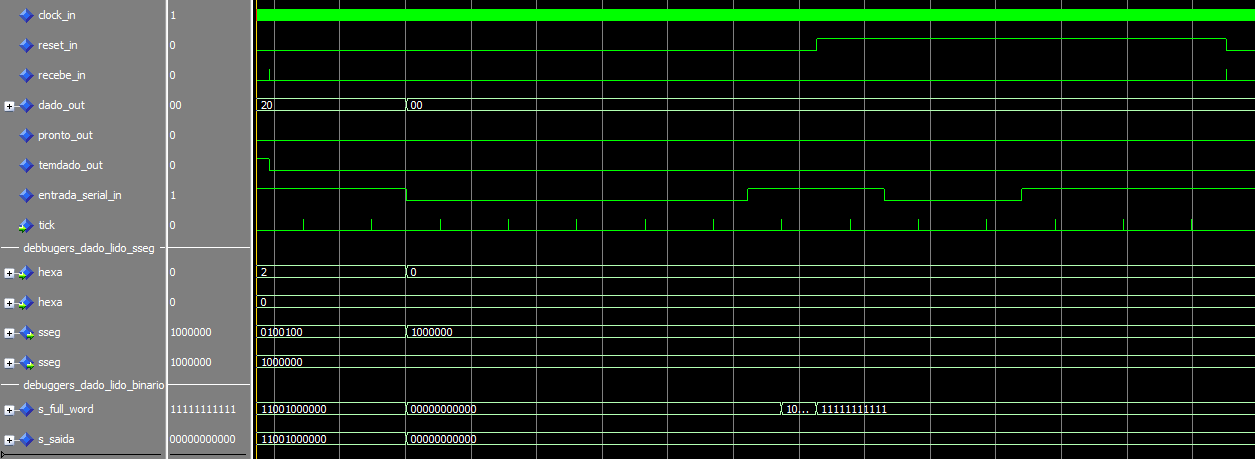 clock_in 1
reset_in 0
recebe_in 0
dado_out 00 20 00
pronto_out 0
temdado_out 0
entrada_serial_in 1
tick 0
debbugers_dado_lido_sseg
hexa 0 2 0
hexa 0 0
sseg 1000000 0100100 1000000
sseg 1000000 1000000
debuggers_dado_lido_binario
s_full_word 11111111111 11001000000 00000000000 10... 11111111111
s_saida 00000000000 11001000000 00000000000